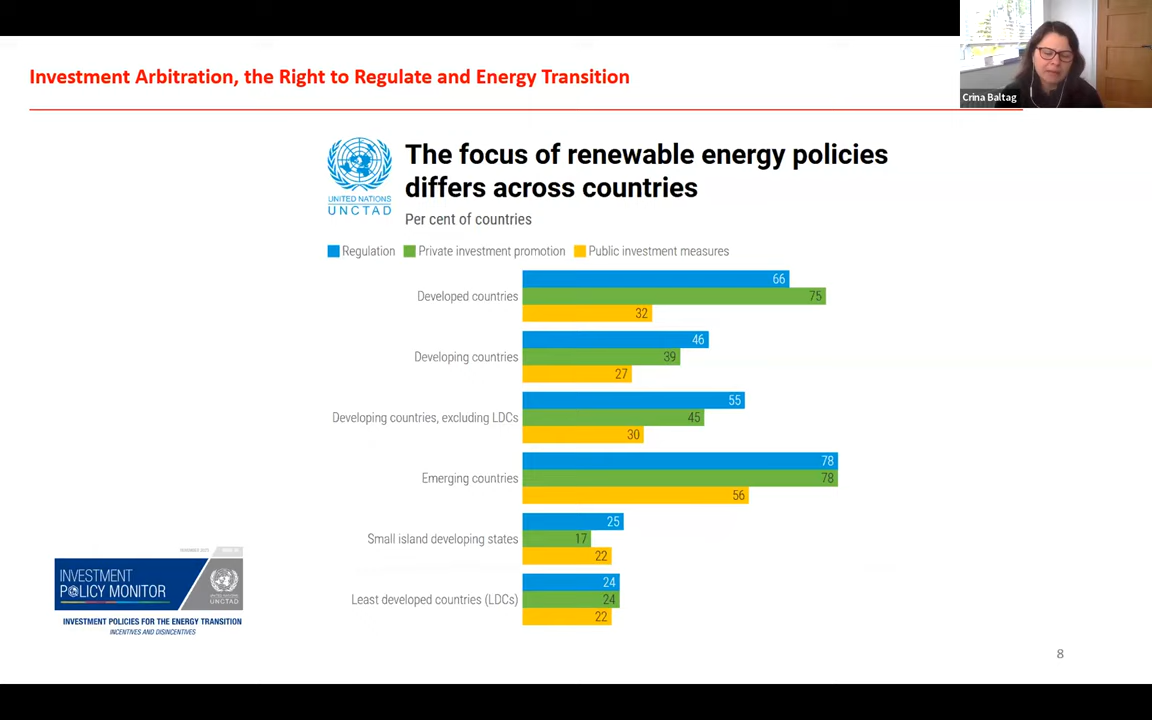 Investment Arbitration, the Right to Regulate and Energy Transition
Crina Baltag
UNITED NATIONS
UNCTAD
The focus of renewable energy policies
differs across countries
Per cent of countries
Regulation Private investment promotion Public investment measures
66
Developed countries 75
32
46
Developing countries 39
27
55
Developing countries, excluding LDCs 45
30
78
Emerging countries 78
56
25
Small island developing states 17
22
24
Least developed countries (LDCs) 24
22
INVESTMENT
POLICY MONITOR
UNCTAD
INVESTMENT POLICIES FOR THE ENERGY TRANSITION
INCENTIVES AND DISINCENTIVES
8